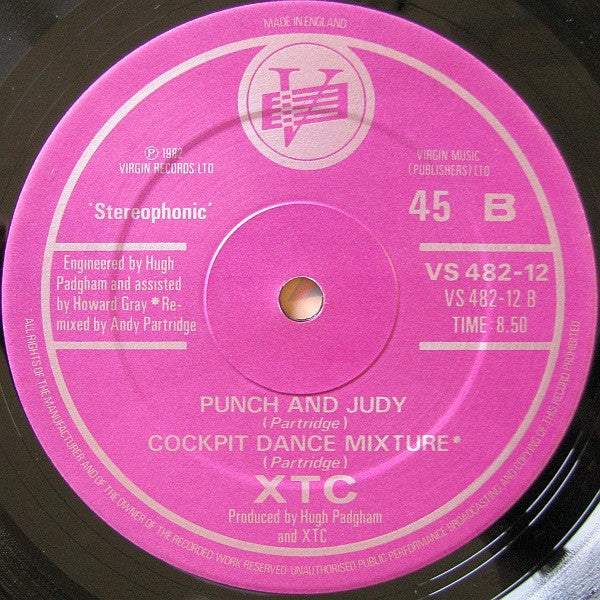 MADE IN ENGLAND
V
℗ 1982
VIRGIN RECORDS LTD
VIRGIN MUSIC
(PUBLISHERS) LTD
'Stereophonic'
45 B
Engineered by Hugh
Padgham and assisted
by Howard Gray *Re-
mixed by Andy Partridge
VS 482-12
VS 482-12 B
TIME · 8.50
PUNCH AND JUDY
(Partridge)
COCKPIT DANCE MIXTURE*
(Partridge)
XTC
Produced by Hugh Padgham
and XTC
ALL RIGHTS OF THE MANUFACTURER AND OF THE OWNER OF THE RECORDED WORK RESERVED · UNAUTHORISED PUBLIC PERFORMANCE BROADCASTING AND COPYING OF THIS RECORD PROHIBITED